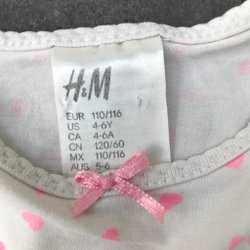 H&M
EUR 110/116
US 4-6Y
CA 4-6A
CN 120/60
MX 110/116
AUS 5-6